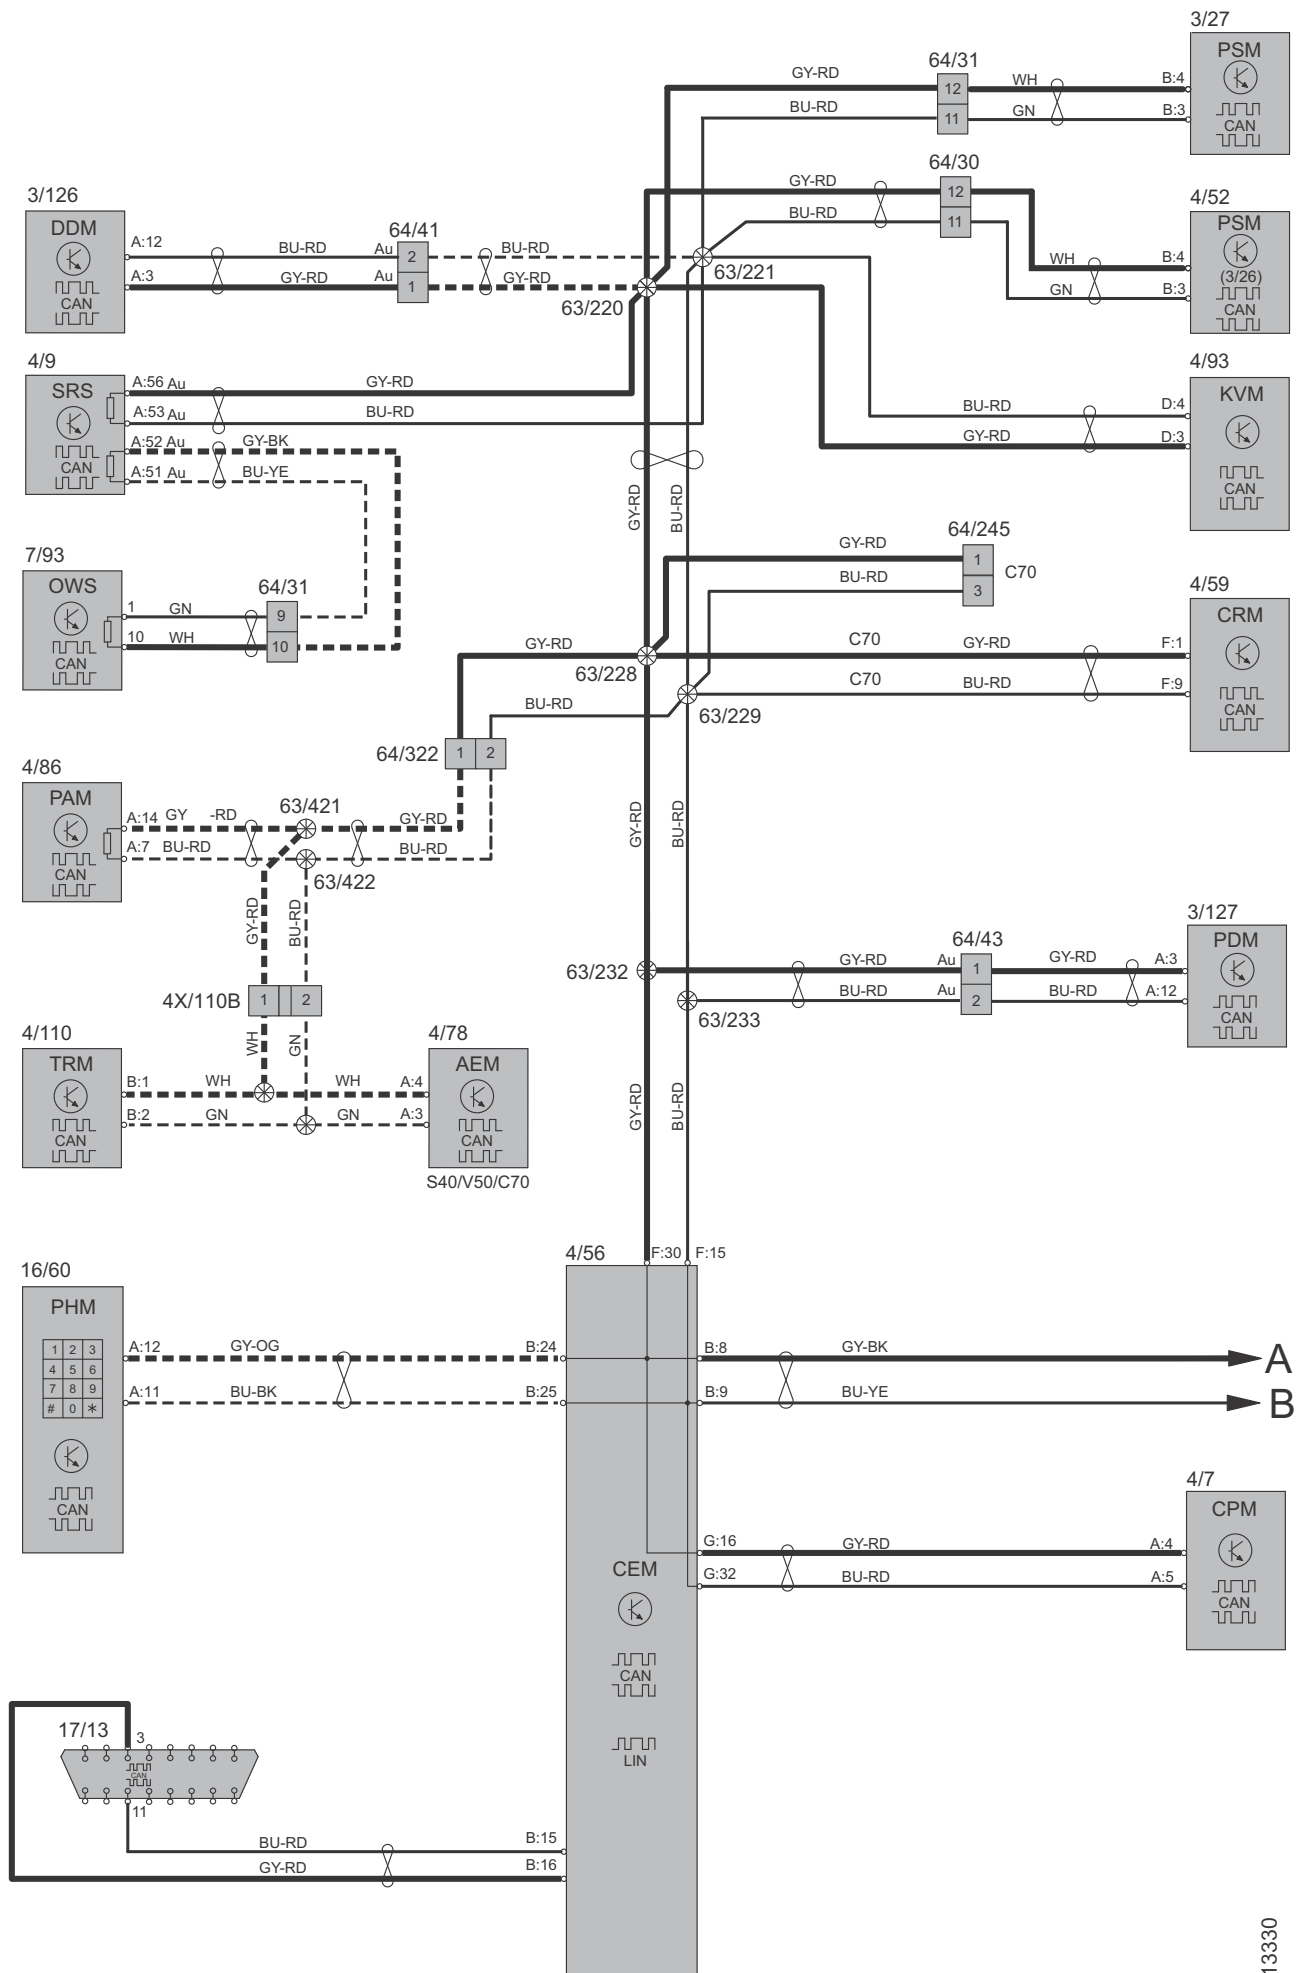 3/27
PSM
CAN
B:4
B:3
64/31
12
11
GY-RD
BU-RD
WH
GN
64/30
12
11
GY-RD
BU-RD
4/52
PSM
(3/26)
CAN
WH
B:4
GN
B:3
3/126
DDM
CAN
A:12
BU-RD
Au
A:3
GY-RD
Au
64/41
2
1
BU-RD
GY-RD
63/221
63/220
4/9
SRS
CAN
A:56 Au
GY-RD
A:53 Au
BU-RD
A:52 Au
GY-BK
A:51 Au
BU-YE
4/93
KVM
CAN
BU-RD
D:4
GY-RD
D:3
GY-RD
BU-RD
7/93
OWS
CAN
1
GN
10
WH
64/31
9
10
64/245
1
3
C70
GY-RD
BU-RD
4/59
CRM
CAN
C70
GY-RD
F:1
C70
BU-RD
F:9
GY-RD
63/228
BU-RD
63/229
64/322
1
2
4/86
PAM
CAN
A:14
GY
-RD
A:7
BU-RD
63/421
GY-RD
BU-RD
63/422
GY-RD
BU-RD
GY-RD
BU-RD
3/127
PDM
CAN
63/232
GY-RD
Au
64/43
1
2
GY-RD
A:3
BU-RD
Au
BU-RD
A:12
63/233
4X/110B
1
2
WH
GN
4/110
TRM
CAN
B:1
WH
WH
A:4
B:2
GN
GN
A:3
4/78
AEM
CAN
S40/V50/C70
GY-RD
BU-RD
4/56
F:30
F:15
16/60
PHM
1 2 3
4 5 6
7 8 9
# 0 *
CAN
A:12
GY-OG
B:24
A:11
BU-BK
B:25
B:8
GY-BK
A
B:9
BU-YE
B
4/7
CPM
CAN
G:16
GY-RD
A:4
G:32
BU-RD
A:5
CEM
CAN
LIN
17/13
3
CAN
11
BU-RD
B:15
GY-RD
B:16
13330